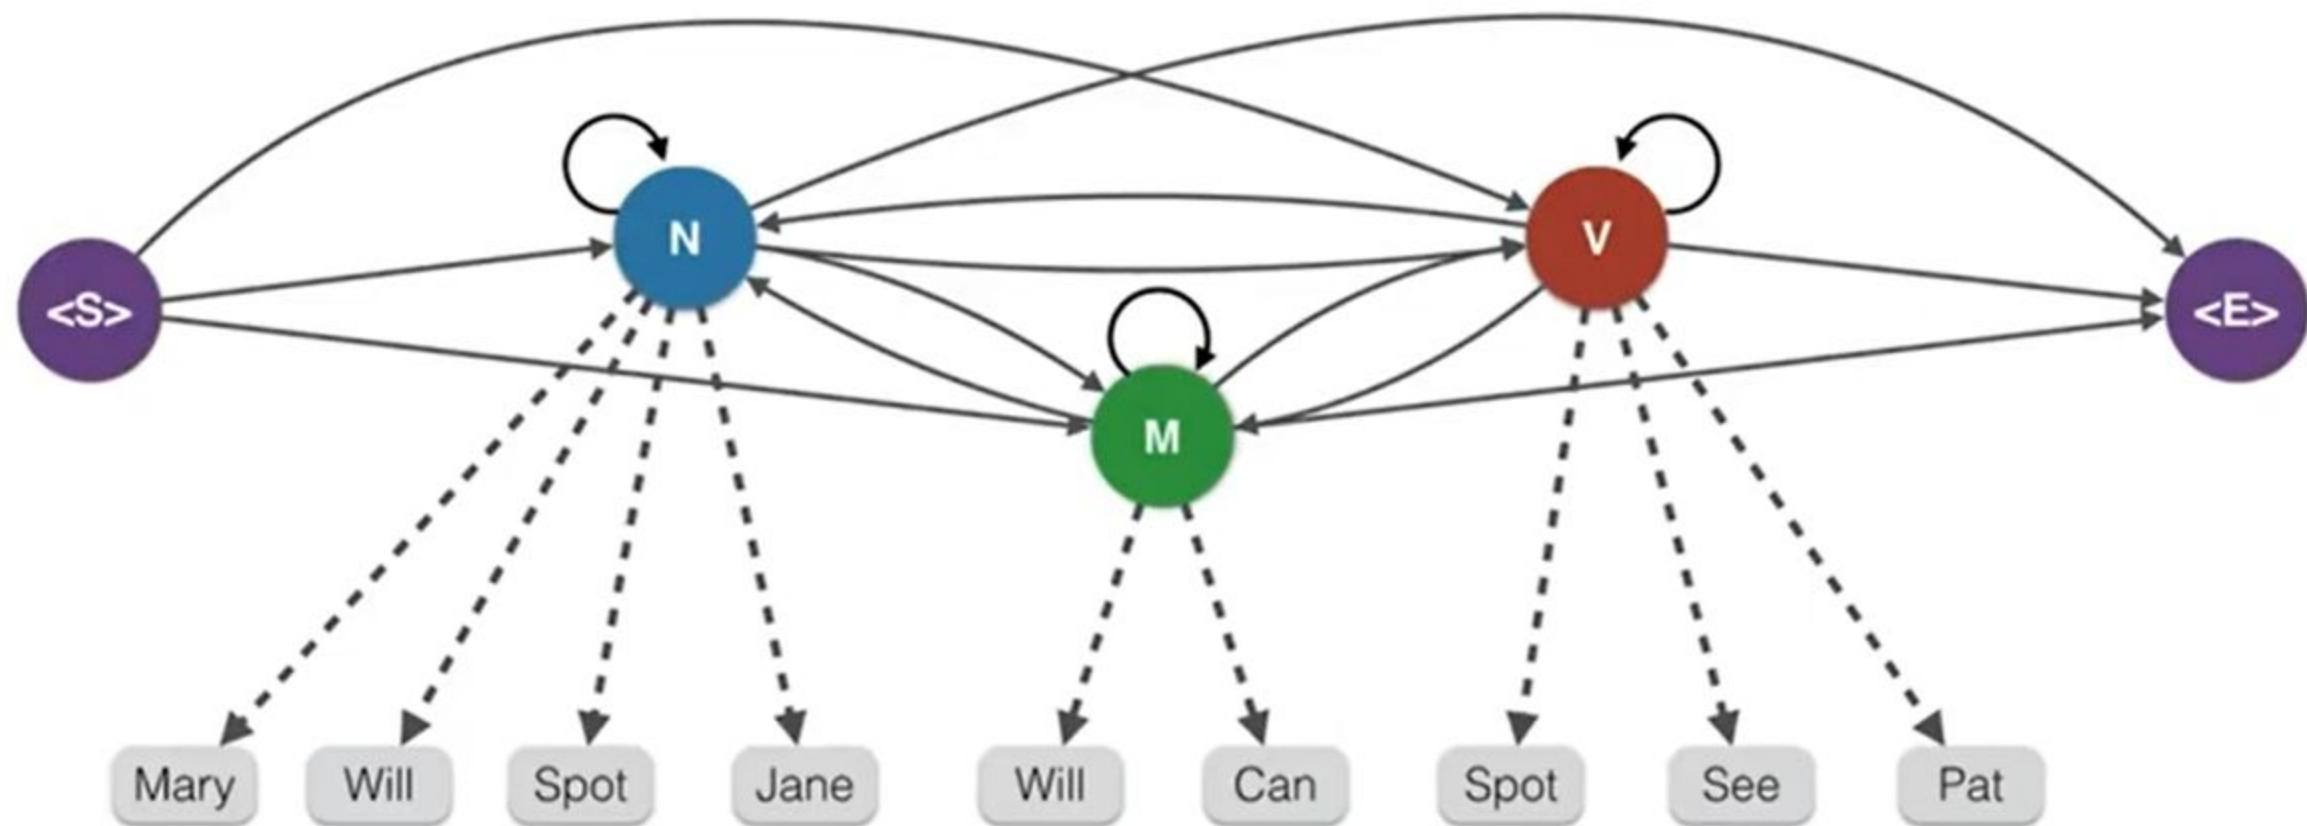 N
V
<S>
<E>
M
Mary Will Spot Jane Will Can Spot See Pat